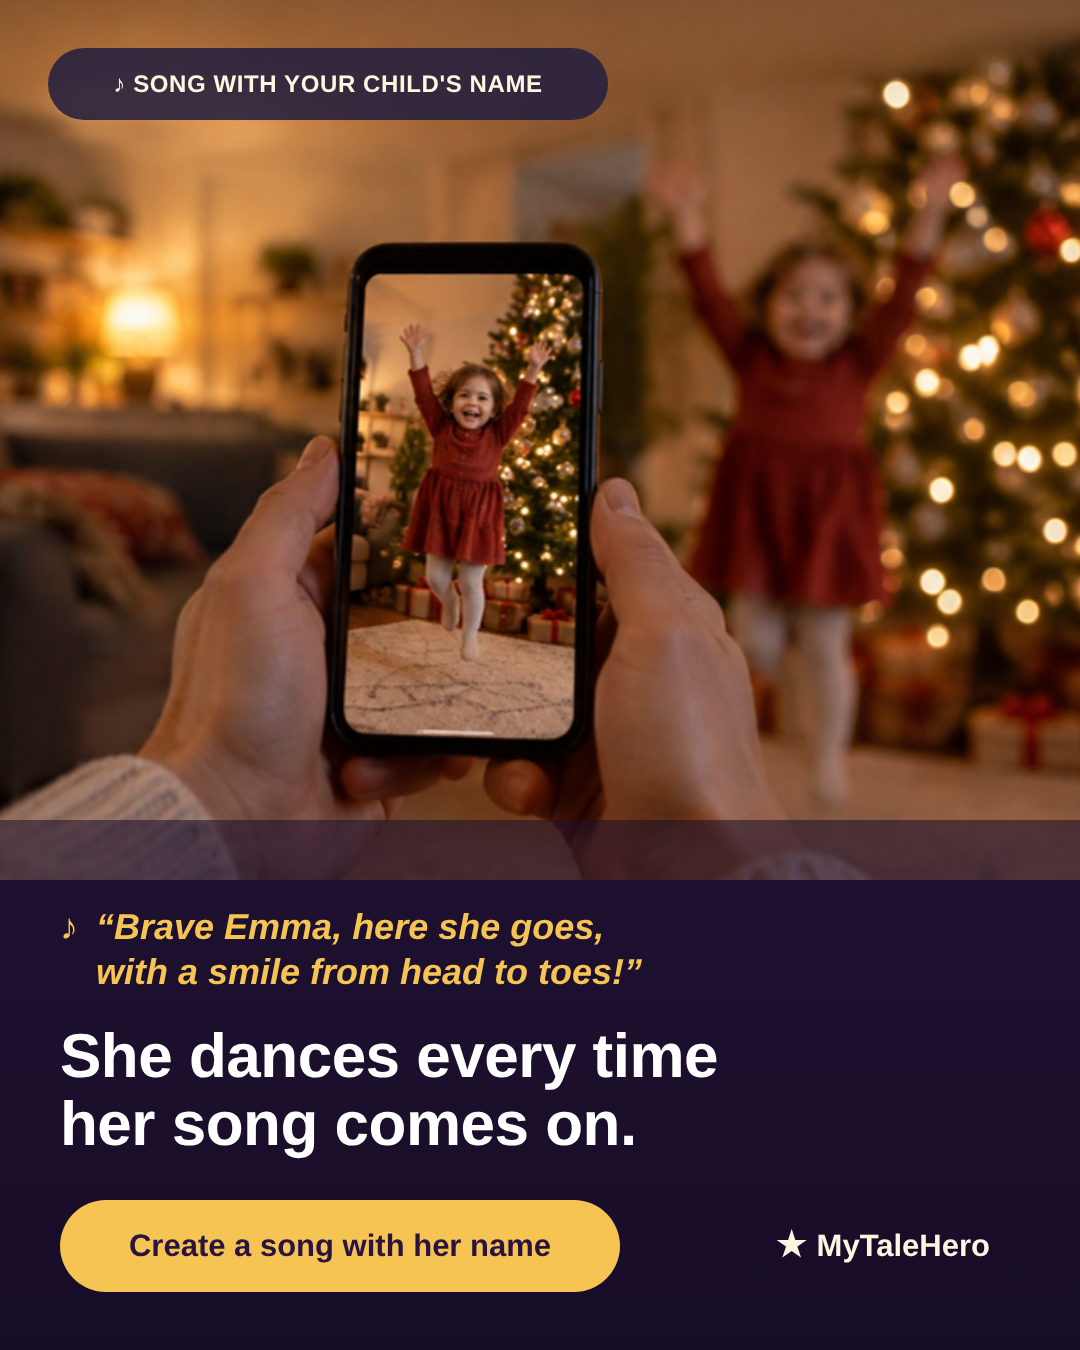 ♪ SONG WITH YOUR CHILD'S NAME
♪ “Brave Emma, here she goes,
with a smile from head to toes!”
She dances every time
her song comes on.
Create a song with her name
★ MyTaleHero